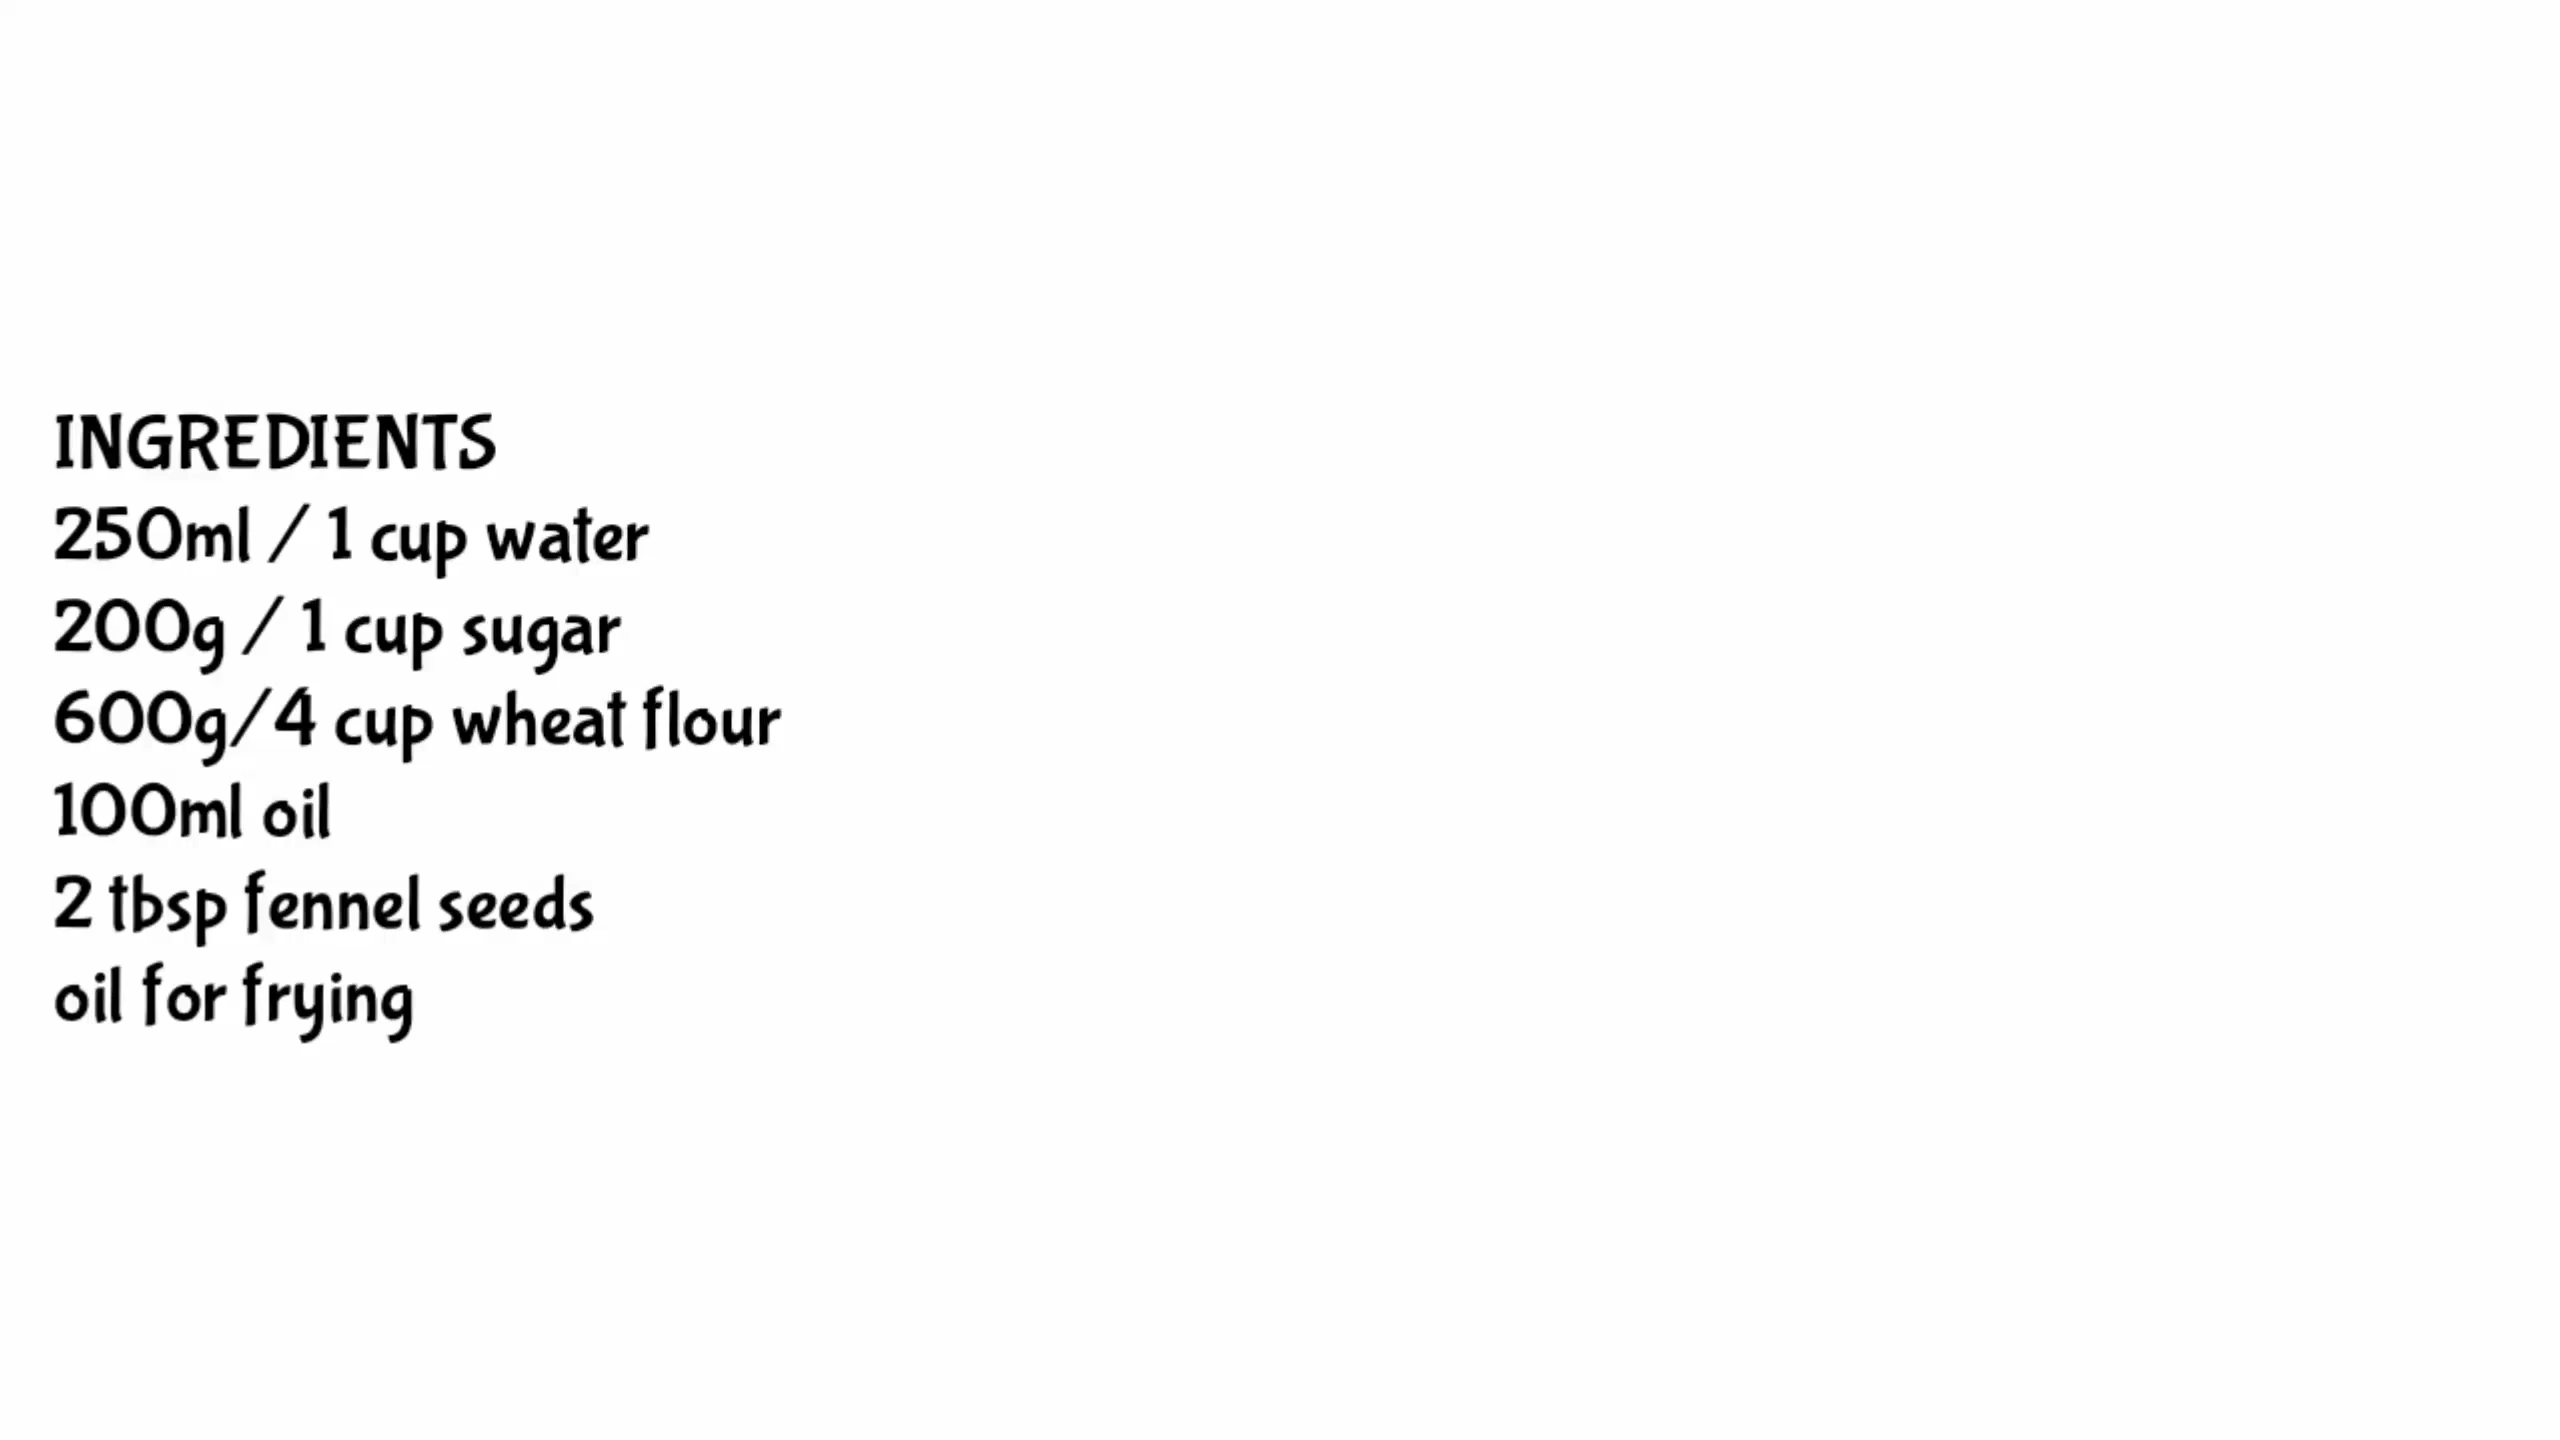 INGREDIENTS
250ml / 1 cup water
200g / 1 cup sugar
600g/4 cup wheat flour
100ml oil
2 tbsp fennel seeds
oil for frying